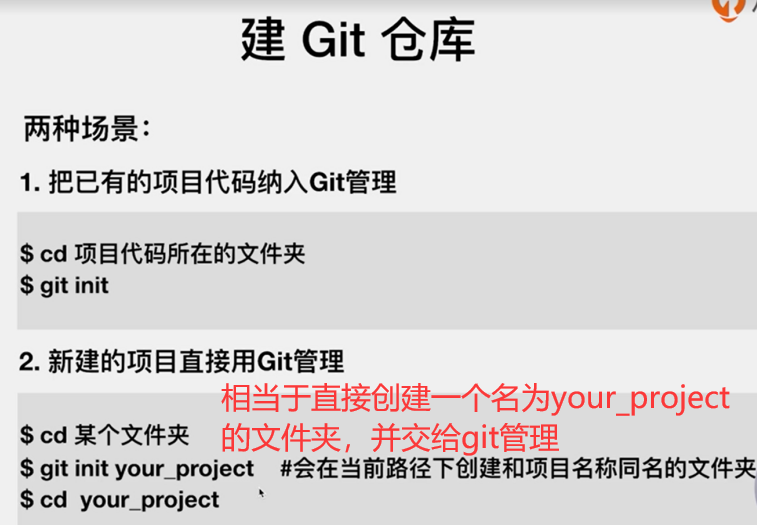 建 Git 仓库
两种场景：
1. 把已有的项目代码纳入Git管理
$ cd 项目代码所在的文件夹
$ git init
2. 新建的项目直接用Git管理
相当于直接创建一个名为your_project
的文件夹，并交给git管理
$ cd 某个文件夹
$ git init your_project #会在当前路径下创建和项目名称同名的文件夹
$ cd your_project